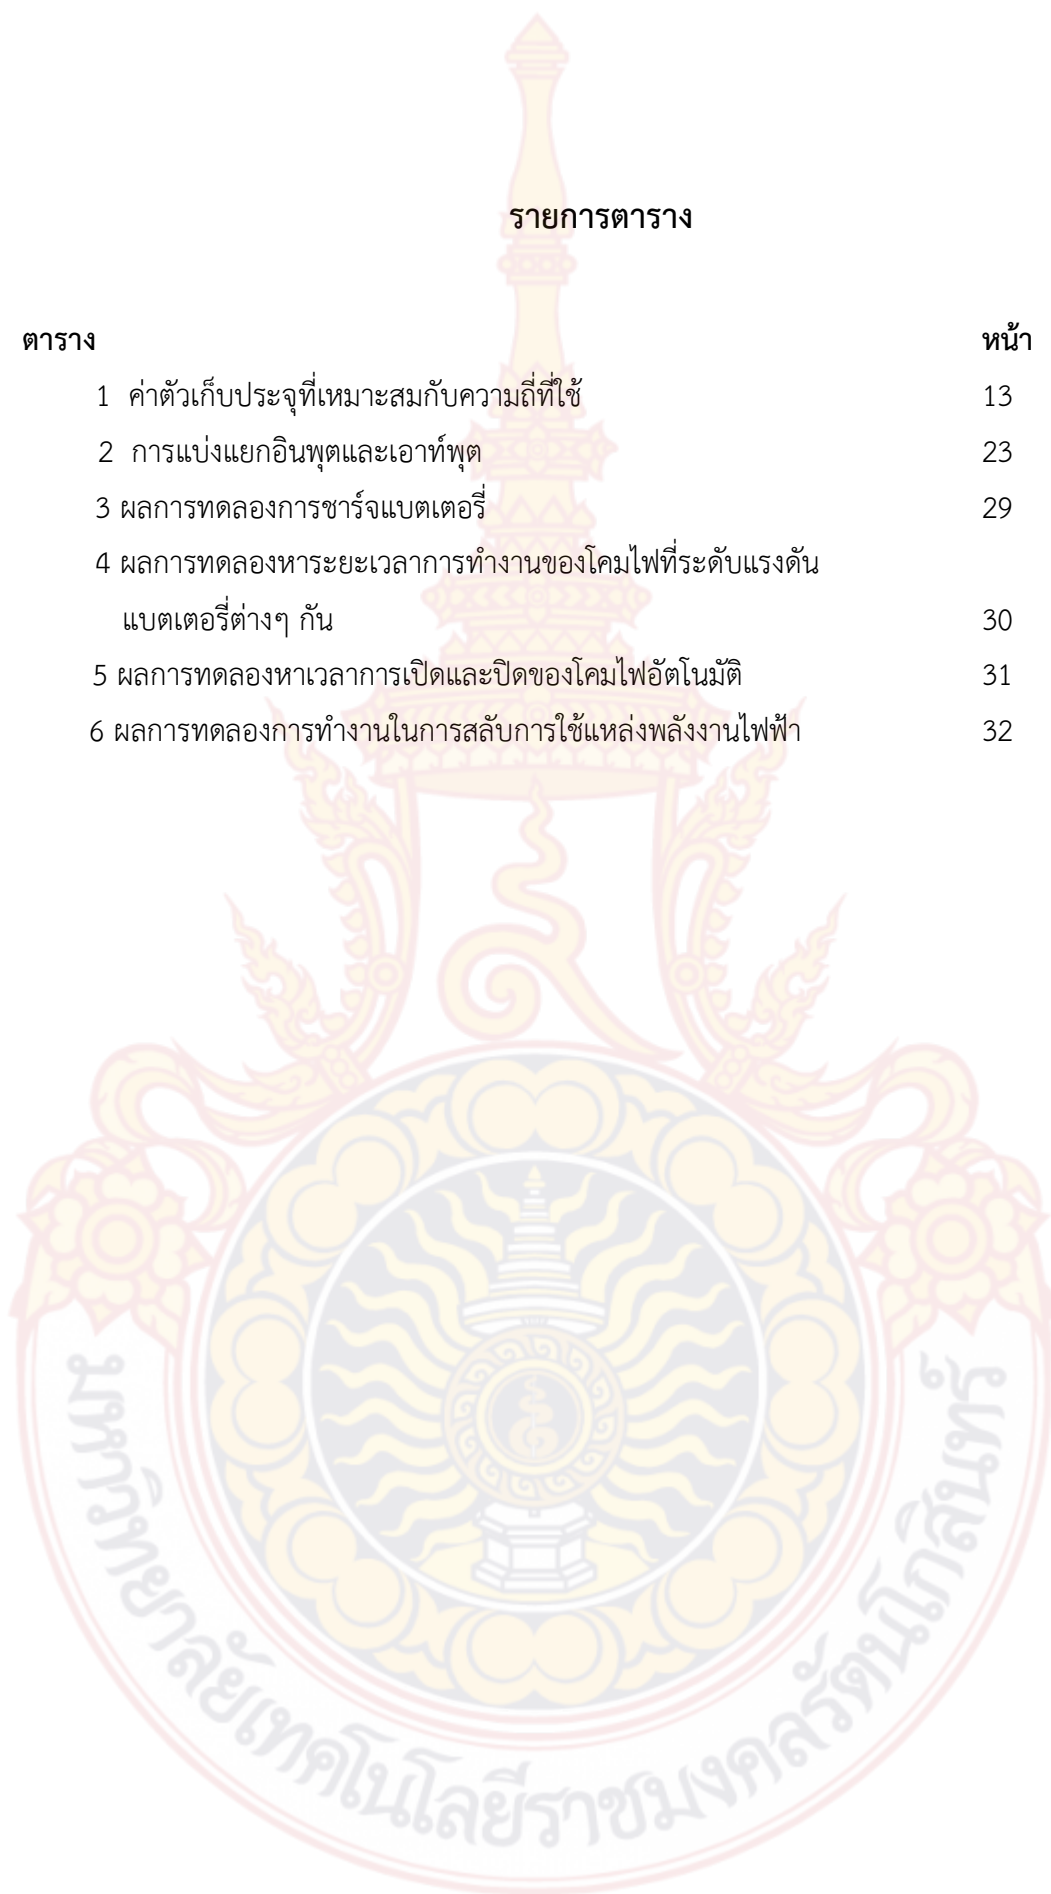 รายการตาราง
ตาราง หน้า
1 ค่าตัวเก็บประจุที่เหมาะสมกับความถี่ที่ใช้ 13
2 การแบ่งแยกอินพุตและเอาท์พุต 23
3 ผลการทดลองการชาร์จแบตเตอรี่ 29
4 ผลการทดลองหาระยะเวลาการทำงานของโคมไฟที่ระดับแรงดัน
แบตเตอรี่ต่างๆ กัน 30
5 ผลการทดลองหาเวลาการเปิดและปิดของโคมไฟอัตโนมัติ 31
6 ผลการทดลองการทำงานในการสลับการใช้แหล่งพลังงานไฟฟ้า 32
มหาวิทยาลัยเทคโนโลยีราชมงคลรัตนโกสินทร์